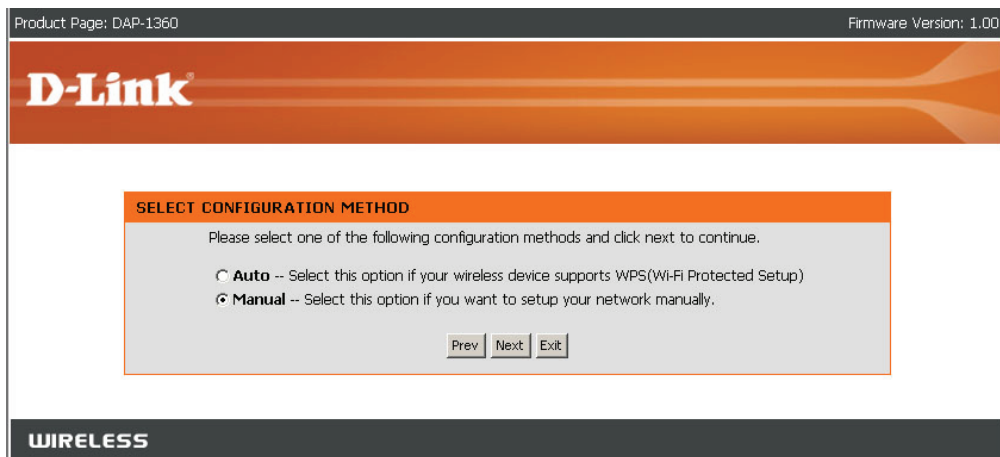 Product Page: DAP-1360 Firmware Version: 1.00
D-Link®
SELECT CONFIGURATION METHOD
Please select one of the following configuration methods and click next to continue.
Auto -- Select this option if your wireless device supports WPS(Wi-Fi Protected Setup)
Manual -- Select this option if you want to setup your network manually.
Prev Next Exit
WIRELESS